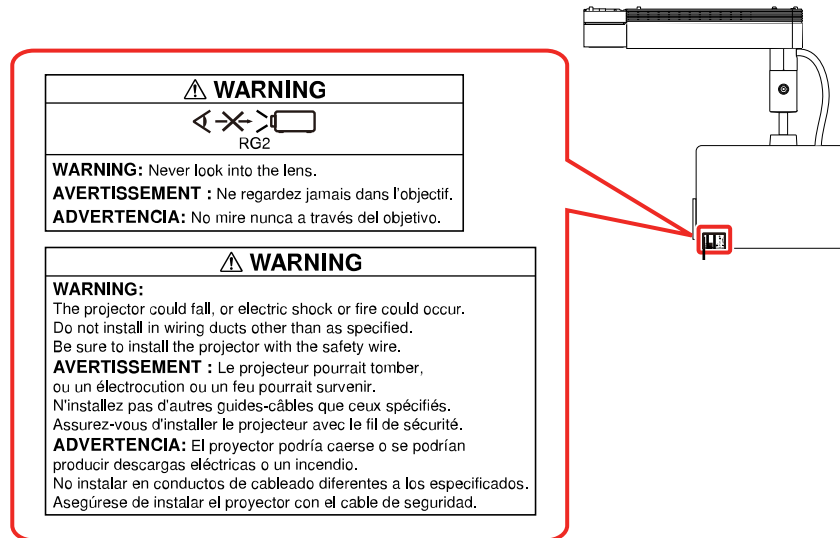 ⚠ WARNING
RG2
WARNING: Never look into the lens.
AVERTISSEMENT : Ne regardez jamais dans l'objectif.
ADVERTENCIA: No mire nunca a través del objetivo.
⚠ WARNING
WARNING:
The projector could fall, or electric shock or fire could occur.
Do not install in wiring ducts other than as specified.
Be sure to install the projector with the safety wire.
AVERTISSEMENT : Le projecteur pourrait tomber,
ou un électrocution ou un feu pourrait survenir.
N'installez pas d'autres guides-câbles que ceux spécifiés.
Assurez-vous d'installer le projecteur avec le fil de sécurité.
ADVERTENCIA: El proyector podría caerse o se podrían
producir descargas eléctricas o un incendio.
No instalar en conductos de cableado diferentes a los especificados.
Asegúrese de instalar el proyector con el cable de seguridad.